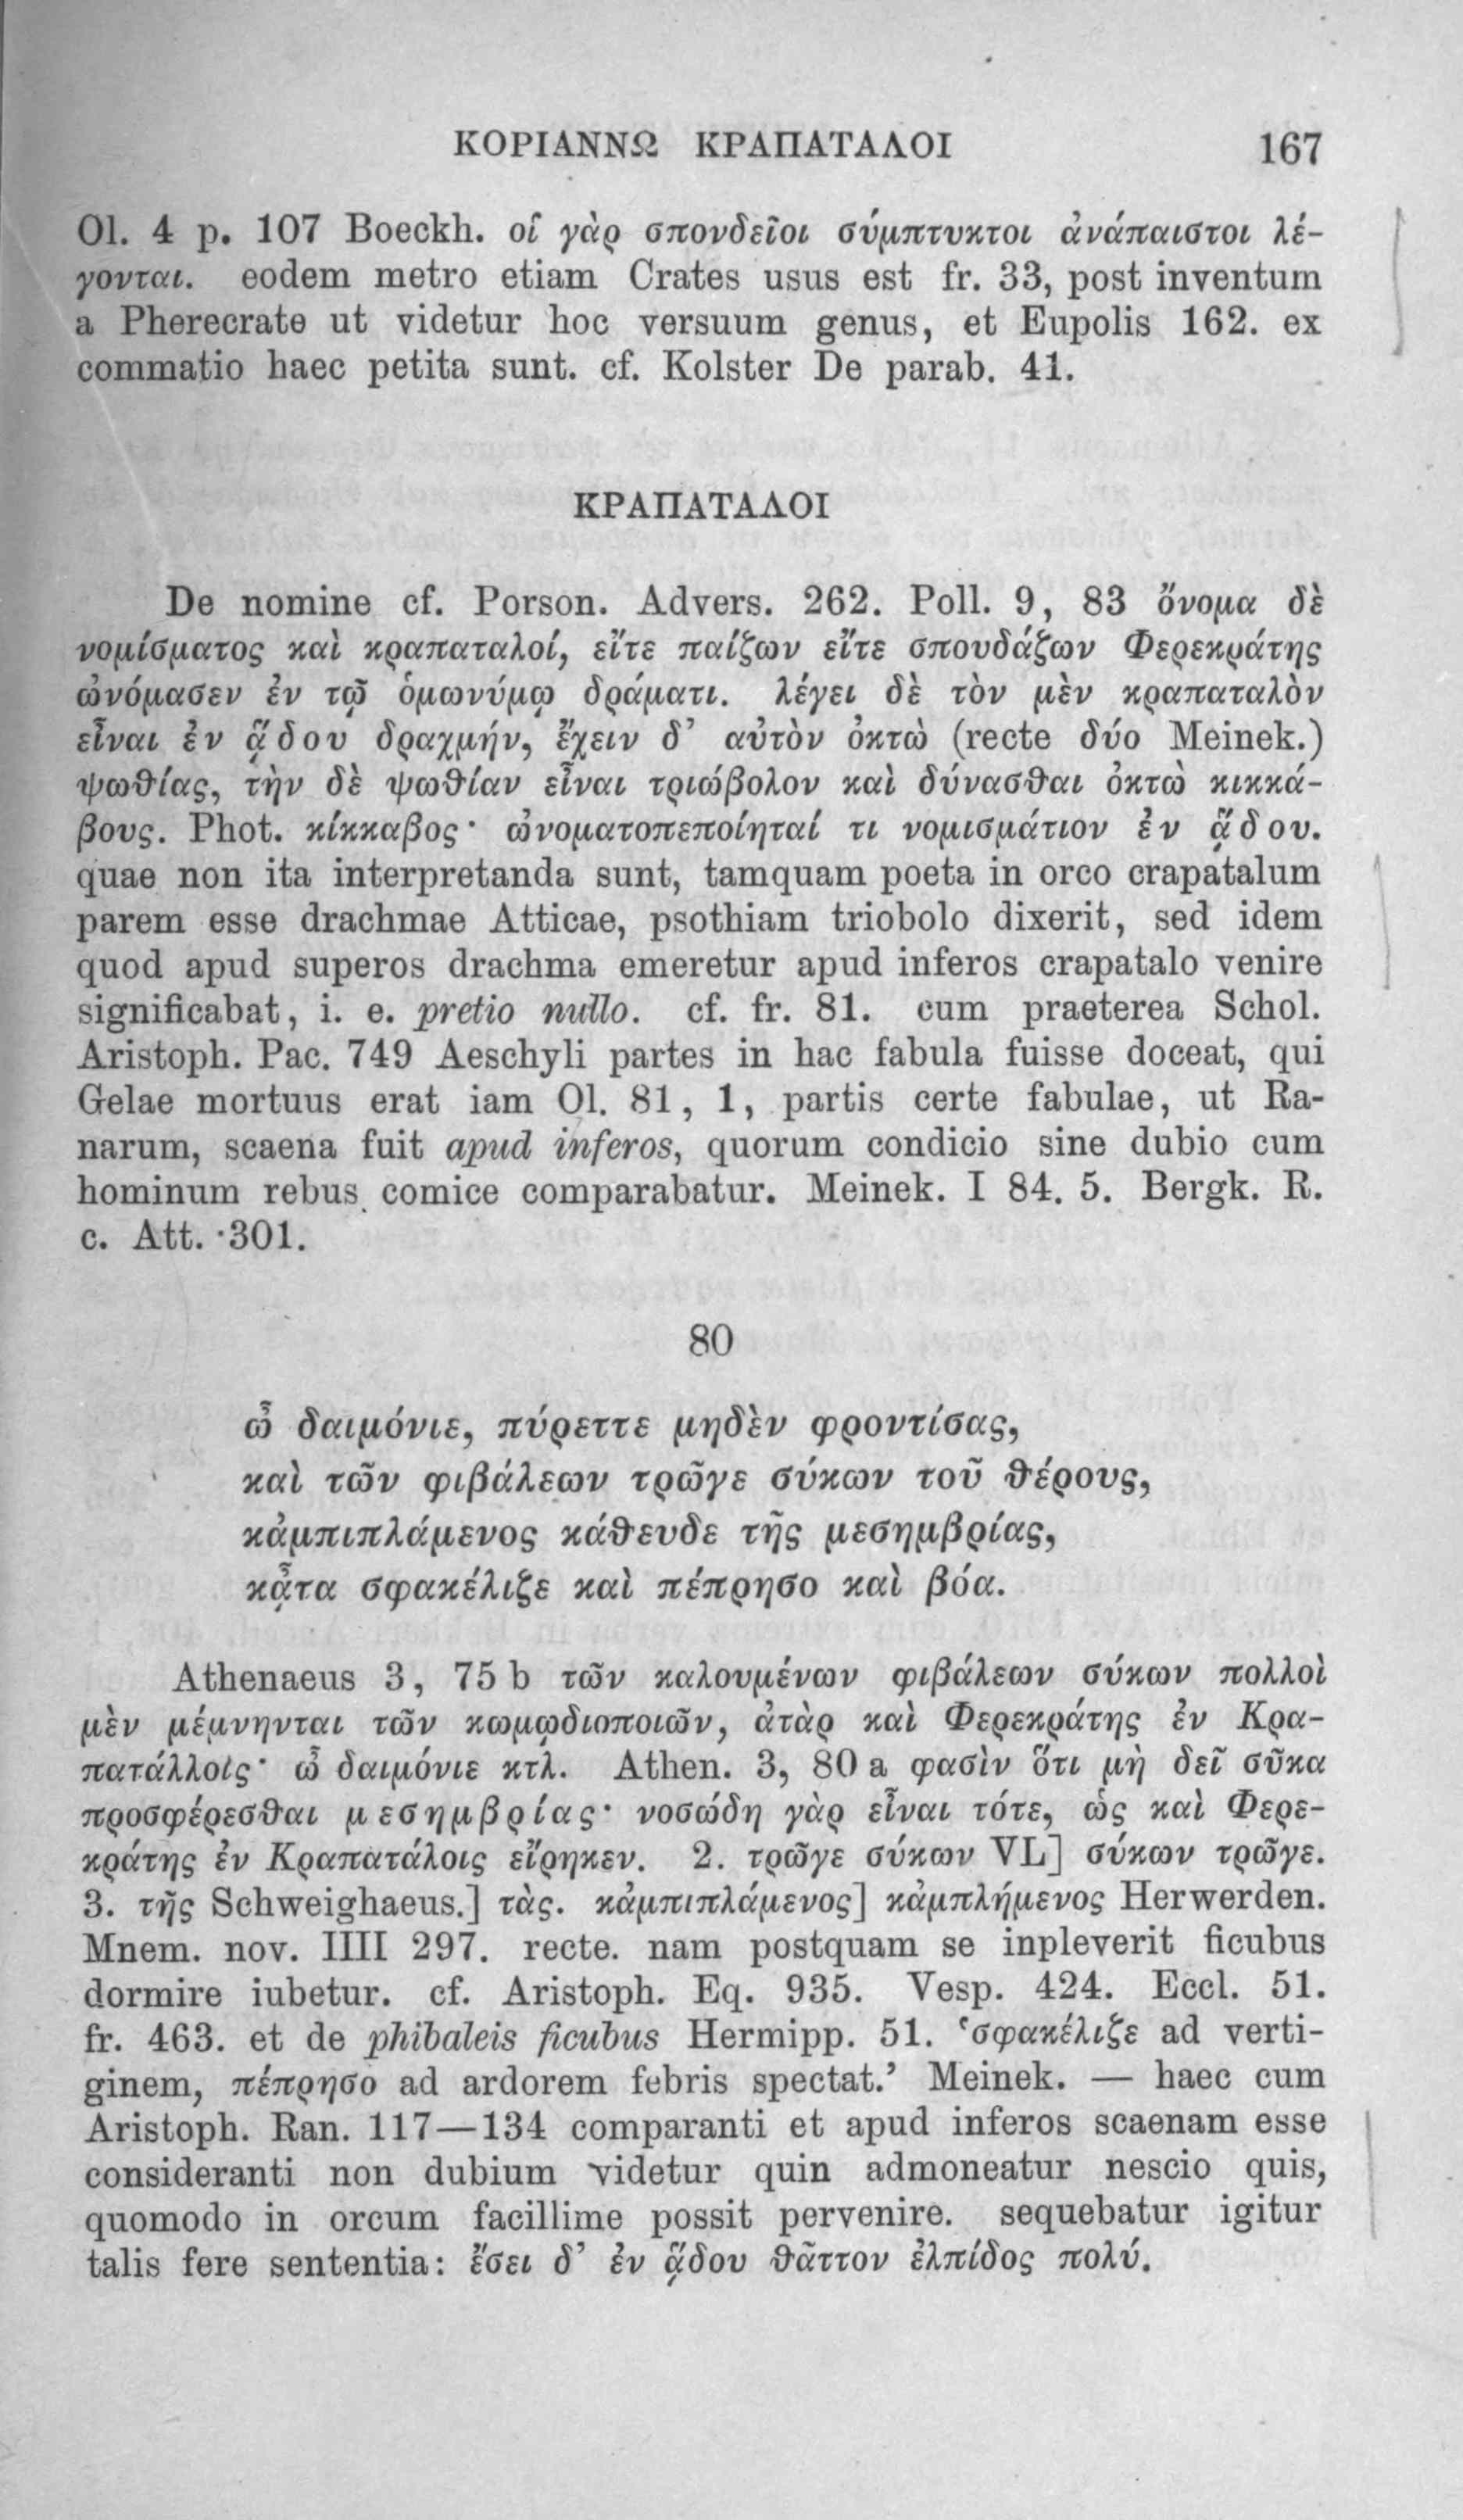 ΚΟΡΙΑΝΝΩ ΚΡΑΠΑΤΑΛΟΙ 167
Ol. 4 p. 107 Boeckh. οἱ γὰρ σπονδεῖοι σύμπτυκτοι ἀνάπαιστοι λέ-
γονται. eodem metro etiam Crates usus est fr. 33, post inventum
a Pherecrate ut videtur hoc versuum genus, et Eupolis 162. ex
commatio haec petita sunt. cf. Kolster De parab. 41.
ΚΡΑΠΑΤΑΛΟΙ
De nomine cf. Porson. Advers. 262. Poll. 9, 83 ὄνομα δὲ
νομίσματος καὶ κραπαταλοί, εἴτε παίζων εἴτε σπουδάζων Φερεκράτης
ὠνόμασεν ἐν τῷ ὁμωνύμῳ δράματι. λέγει δὲ τὸν μὲν κραπαταλὸν
εἶναι ἐν ᾅδου δραχμήν, ἔχειν δ' αὐτὸν ὀκτὼ (recte δύο Meinek.)
ψωθίας, τὴν δὲ ψωθίαν εἶναι τριώβολον καὶ δύνασθαι ὀκτὼ κικκά-
βους. Phot. κίκκαβος· ὠνοματοπεποίηταί τι νομισμάτιον ἐν ᾅδου.
quae non ita interpretanda sunt, tamquam poeta in orco crapatalum
parem esse drachmae Atticae, psothiam triobolo dixerit, sed idem
quod apud superos drachma emeretur apud inferos crapatalo venire
significabat, i. e. pretio nullo. cf. fr. 81. cum praeterea Schol.
Aristoph. Pac. 749 Aeschyli partes in hac fabula fuisse doceat, qui
Gelae mortuus erat iam Ol. 81, 1, partis certe fabulae, ut Ra-
narum, scaena fuit apud inferos, quorum condicio sine dubio cum
hominum rebus comice comparabatur. Meinek. I 84. 5. Bergk. R.
c. Att. 301.
80
ὦ δαιμόνιε, πύρεττε μηδὲν φροντίσας,
καὶ τῶν φιβάλεων τρῶγε σύκων τοῦ θέρους,
κἀμπιπλάμενος κάθευδε τῆς μεσημβρίας,
κᾆτα σφακέλιζε καὶ πέπρησο καὶ βόα.
Athenaeus 3, 75 b τῶν καλουμένων φιβάλεων σύκων πολλοὶ
μὲν μέμνηνται τῶν κωμῳδιοποιῶν, ἀτὰρ καὶ Φερεκράτης ἐν Κρα-
πατάλλοις· ὦ δαιμόνιε κτλ. Athen. 3, 80 a φασὶν ὅτι μὴ δεῖ σῦκα
προσφέρεσθαι μεσημβρίας· νοσώδη γὰρ εἶναι τότε, ὡς καὶ Φερε-
κράτης ἐν Κραπατάλοις εἴρηκεν. 2. τρῶγε σύκων VL] σύκων τρῶγε.
3. τῆς Schweighaeus.] τὰς. κἀμπιπλάμενος] κἀμπλήμενος Herwerden.
Mnem. nov. IIII 297. recte. nam postquam se inpleverit ficubus
dormire iubetur. cf. Aristoph. Eq. 935. Vesp. 424. Eccl. 51.
fr. 463. et de phibaleis ficubus Hermipp. 51. 'σφακέλιζε ad verti-
ginem, πέπρησο ad ardorem febris spectat.' Meinek. — haec cum
Aristoph. Ran. 117—134 comparanti et apud inferos scaenam esse
consideranti non dubium videtur quin admoneatur nescio quis,
quomodo in orcum facillime possit pervenire. sequebatur igitur
talis fere sententia: ἔσει δ' ἐν ᾅδου θᾶττον ἐλπίδος πολύ.